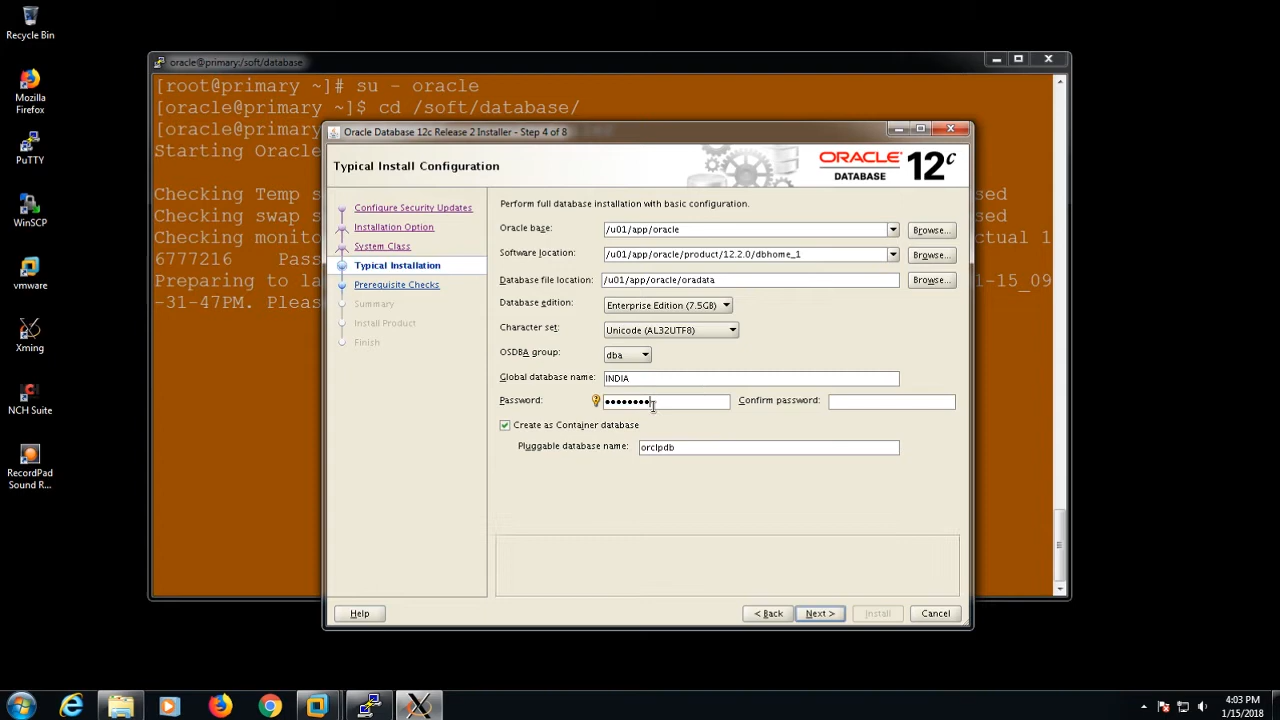 Recycle Bin
Mozilla
Firefox
PuTTY
WinSCP
vmware
Xming
NCH Suite
RecordPad
Sound R...
oracle@primary:/soft/database
[root@primary ~]# su - oracle
[oracle@primary ~]$ cd /soft/database/
[oracle@primary
Starting Oracle
Checking Temp s
sed
Checking swap s
sed
Checking monito
ctual 1
6777216 Pass
Preparing to la
1-15_09
-31-47PM. Pleas
Oracle Database 12c Release 2 Installer - Step 4 of 8
Typical Install Configuration
ORACLE
DATABASE
12c
Configure Security Updates
Installation Option
System Class
Typical Installation
Prerequisite Checks
Summary
Install Product
Finish
Perform full database installation with basic configuration.
Oracle base: /u01/app/oracle Browse...
Software location: /u01/app/oracle/product/12.2.0/dbhome_1 Browse...
Database file location: /u01/app/oracle/oradata Browse...
Database edition: Enterprise Edition (7.5GB)
Character set: Unicode (AL32UTF8)
OSDBA group: dba
Global database name: INDIA
Password: •••••••• Confirm password:
Create as Container database
Pluggable database name: orclpdb
Help
< Back
Next >
Install
Cancel
4:03 PM
1/15/2018